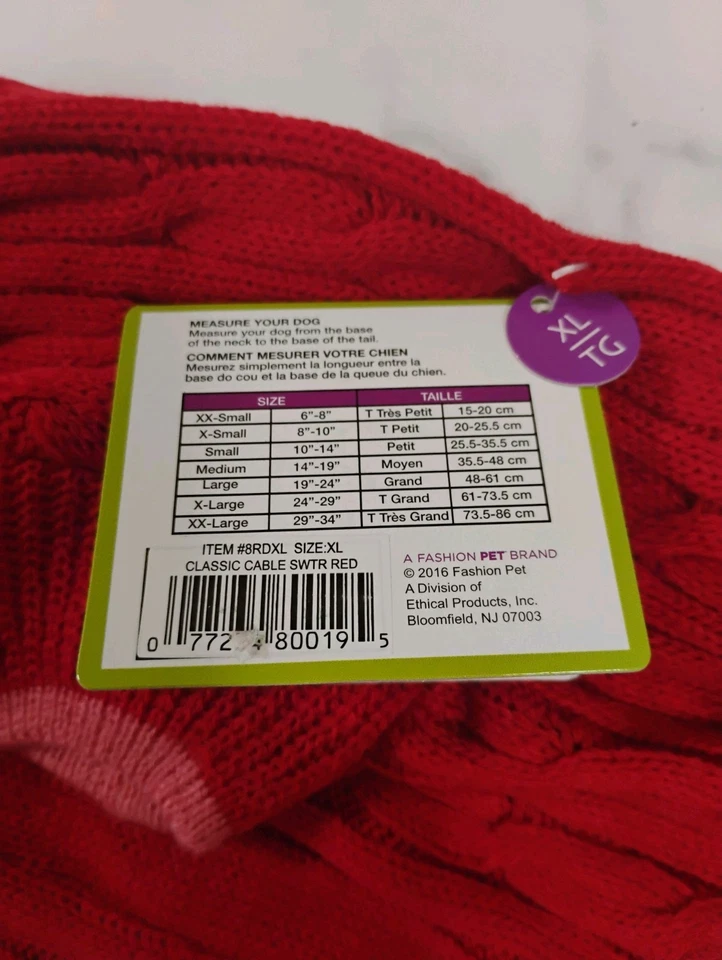 XL
TG
MEASURE YOUR DOG
Measure your dog from the base
of the neck to the base of the tail.
COMMENT MESURER VOTRE CHIEN
Mesurez simplement la longueur entre la
base do cou et la base de la queue du chien.
SIZE TAILLE
XX-Small 6"-8" T Très Petit 15-20 cm
X-Small 8"-10" T Petit 20-25.5 cm
Small 10"-14" Petit 25.5-35.5 cm
Medium 14"-19" Moyen 35.5-48 cm
Large 19"-24" Grand 48-61 cm
X-Large 24"-29" T Grand 61-73.5 cm
XX-Large 29"-34" T Très Grand 73.5-86 cm
ITEM #8RDXL SIZE:XL
CLASSIC CABLE SWTR RED
0 772 4 80019 5
A FASHION PET BRAND
© 2016 Fashion Pet
A Division of
Ethical Products, Inc.
Bloomfield, NJ 07003